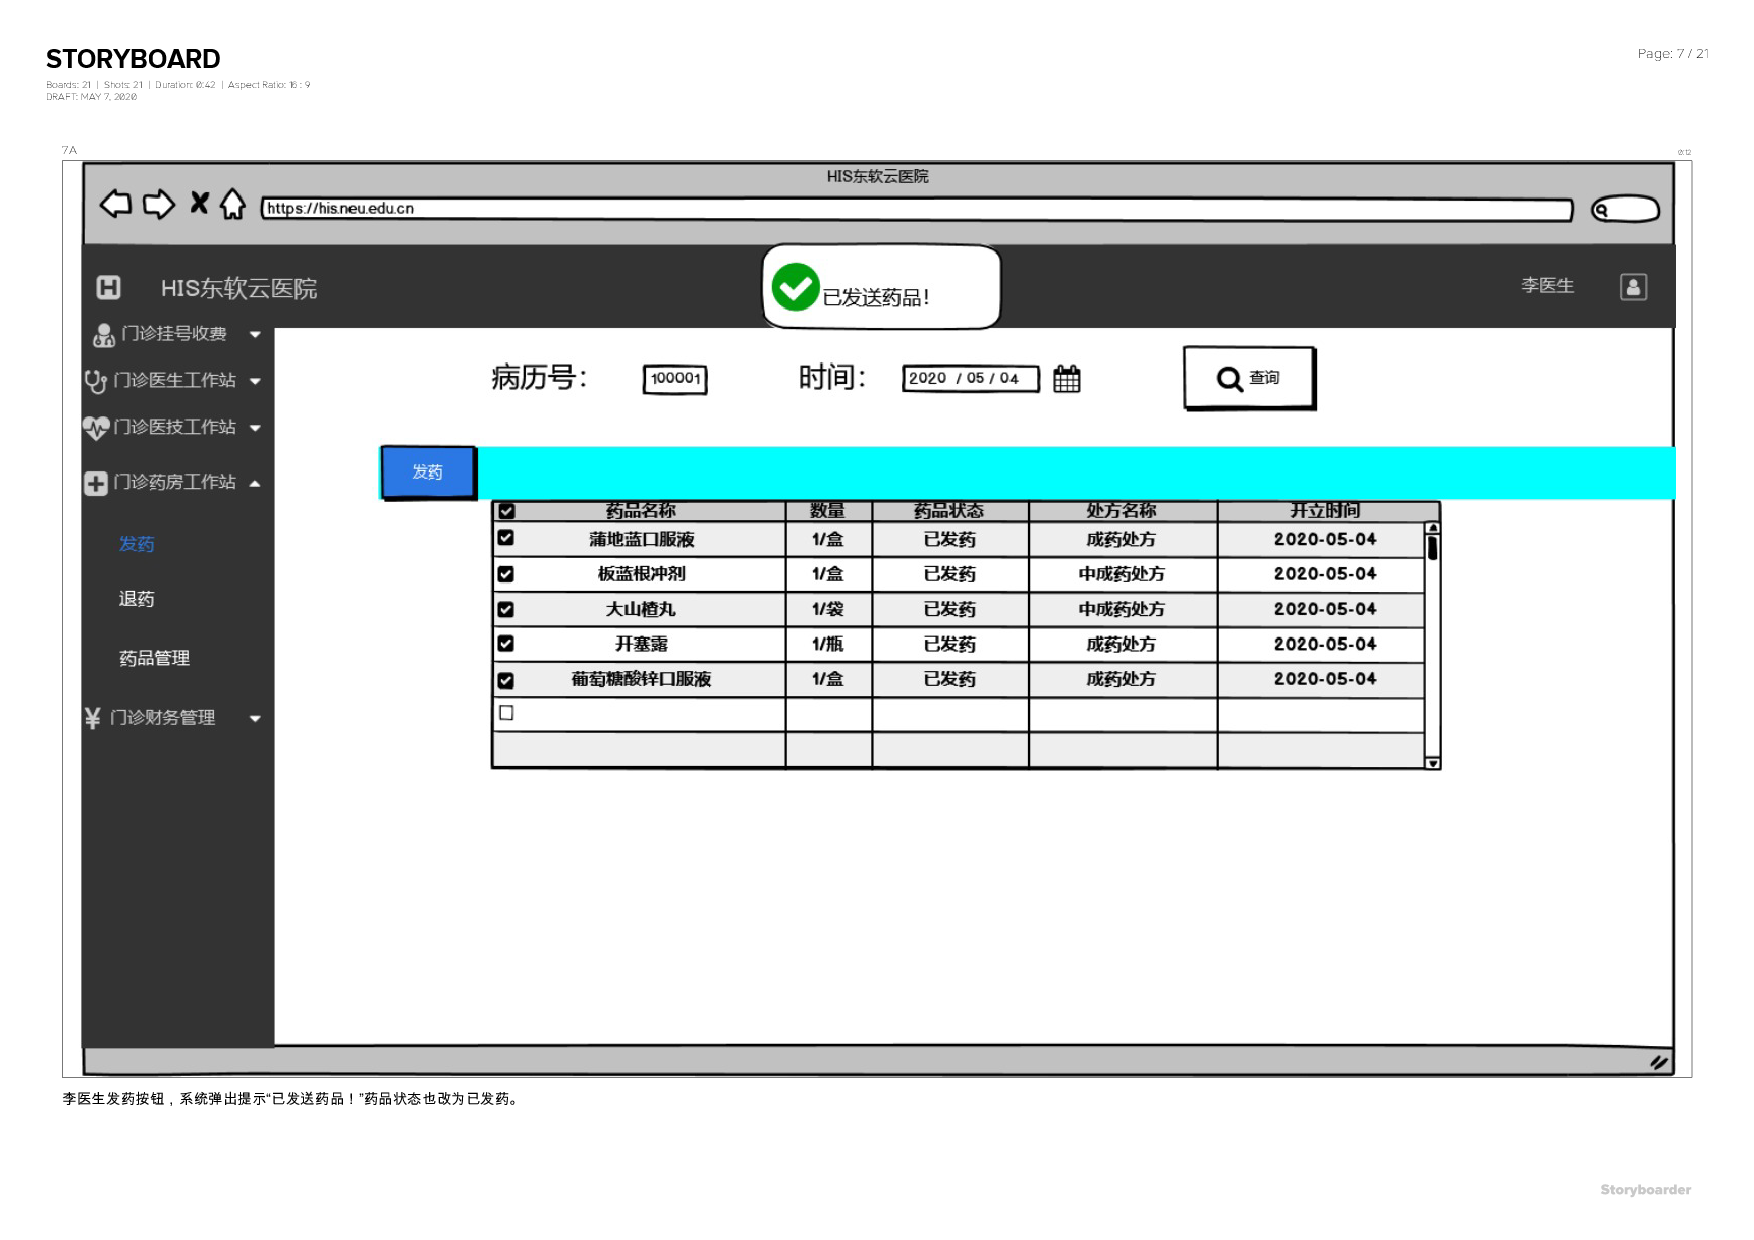 STORYBOARD
Page: 7 / 21
Boards: 21 | Shots: 21 | Duration: 0:42 | Aspect Ratio: 16 : 9
DRAFT: MAY 7, 2020
7A
0:12
HIS东软云医院
https://his.neu.edu.cn
HIS东软云医院
已发送药品!
李医生
门诊挂号收费
门诊医生工作站
门诊医技工作站
门诊药房工作站
发药
退药
药品管理
门诊财务管理
病历号: 100001 时间: 2020 / 05 / 04 查询
发药
药品名称 数量 药品状态 处方名称 开立时间
蒲地蓝口服液 1/盒 已发药 成药处方 2020-05-04
板蓝根冲剂 1/盒 已发药 中成药处方 2020-05-04
大山楂丸 1/袋 已发药 中成药处方 2020-05-04
开塞露 1/瓶 已发药 成药处方 2020-05-04
葡萄糖酸锌口服液 1/盒 已发药 成药处方 2020-05-04
李医生发药按钮，系统弹出提示“已发送药品！”药品状态也改为已发药。
Storyboarder